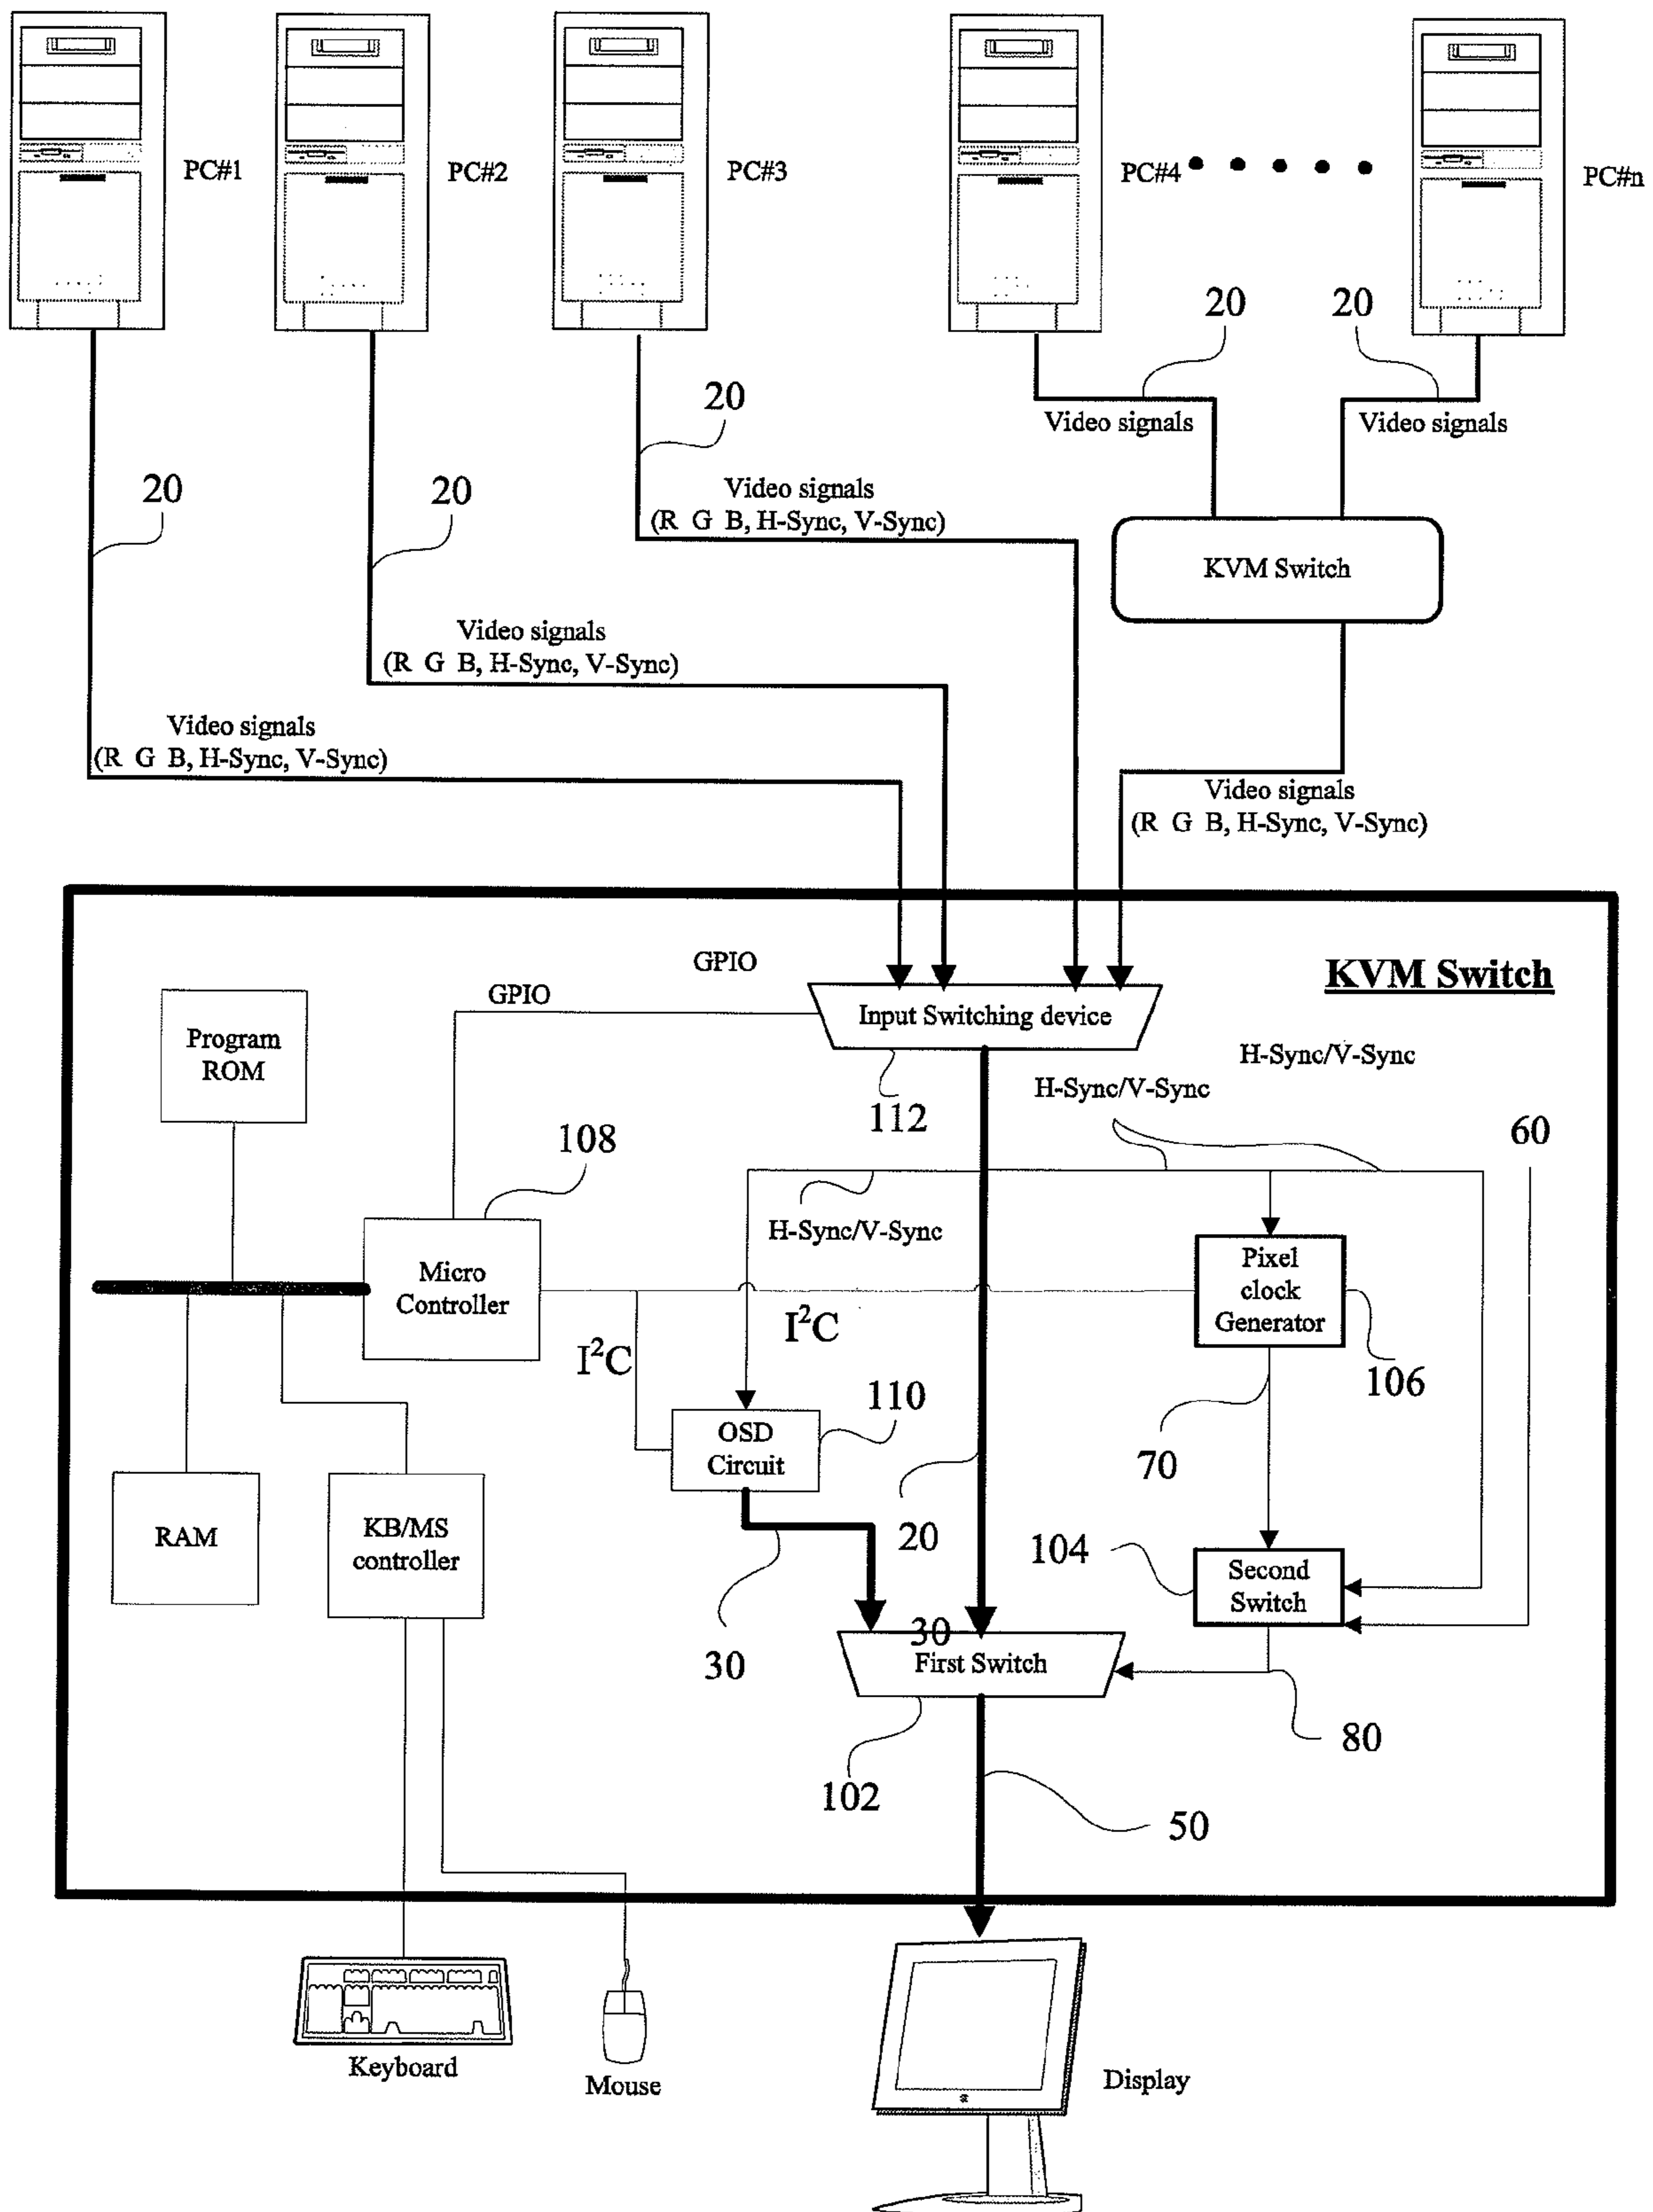 PC#1
PC#2
PC#3
PC#4
PC#n
20
20
20
Video signals
Video signals
20
20
Video signals
(R G B, H-Sync, V-Sync)
KVM Switch
Video signals
(R G B, H-Sync, V-Sync)
Video signals
(R G B, H-Sync, V-Sync)
Video signals
(R G B, H-Sync, V-Sync)
GPIO
KVM Switch
GPIO
Input Switching device
Program
ROM
H-Sync/V-Sync
H-Sync/V-Sync
112
108
60
H-Sync/V-Sync
Micro
Controller
Pixel
clock
Generator
I²C
I²C
106
110
OSD
Circuit
70
RAM
KB/MS
controller
20
104
Second
Switch
30
30
First Switch
80
102
50
Keyboard
Mouse
Display